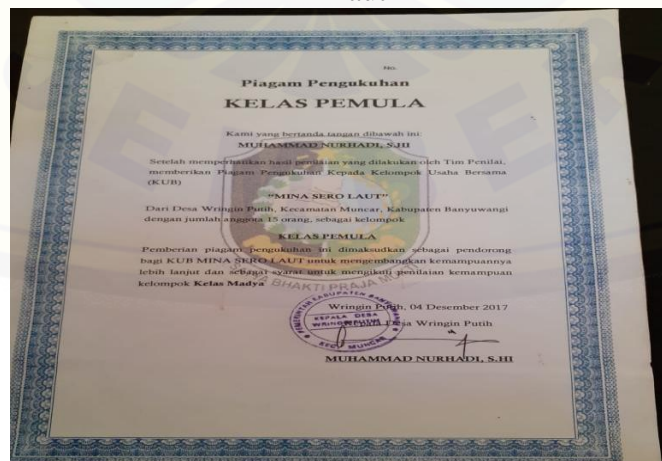 No.
Piagam Pengukuhan
KELAS PEMULA
Kami yang bertanda tangan dibawah ini
MUHAMMAD NURHADI, S.HI
Setelah memperhatikan hasil penilaian yang dilakukan oleh Tim Penilai,
memberikan Piagam Pengukuhan Kepada Kelompok Usaha Bersama
(KUB)
"MINA SERO LAUT"
Dari Desa Wringin Putih, Kecamatan Muncar, Kabupaten Banyuwangi
dengan jumlah anggota 15 orang, sebagai kelompok
KELAS PEMULA
Pemberian piagam pengukuhan ini dimaksudkan sebagai pendorong
bagi KUB MINA SERO LAUT untuk mengembangkan kemampuannya
lebih lanjut dan sebagai syarat untuk mengikuti penilaian kemampuan
kelompok Kelas Madya
BHAKTI PRAJA
Wringin Putih, 04 Desember 2017
Desa Wringin Putih
PEMERINTAH KABUPATEN
KEPALA DESA
WRINGINPUTIH
KEC. MUNCAR
MUHAMMAD NURHADI, S.HI